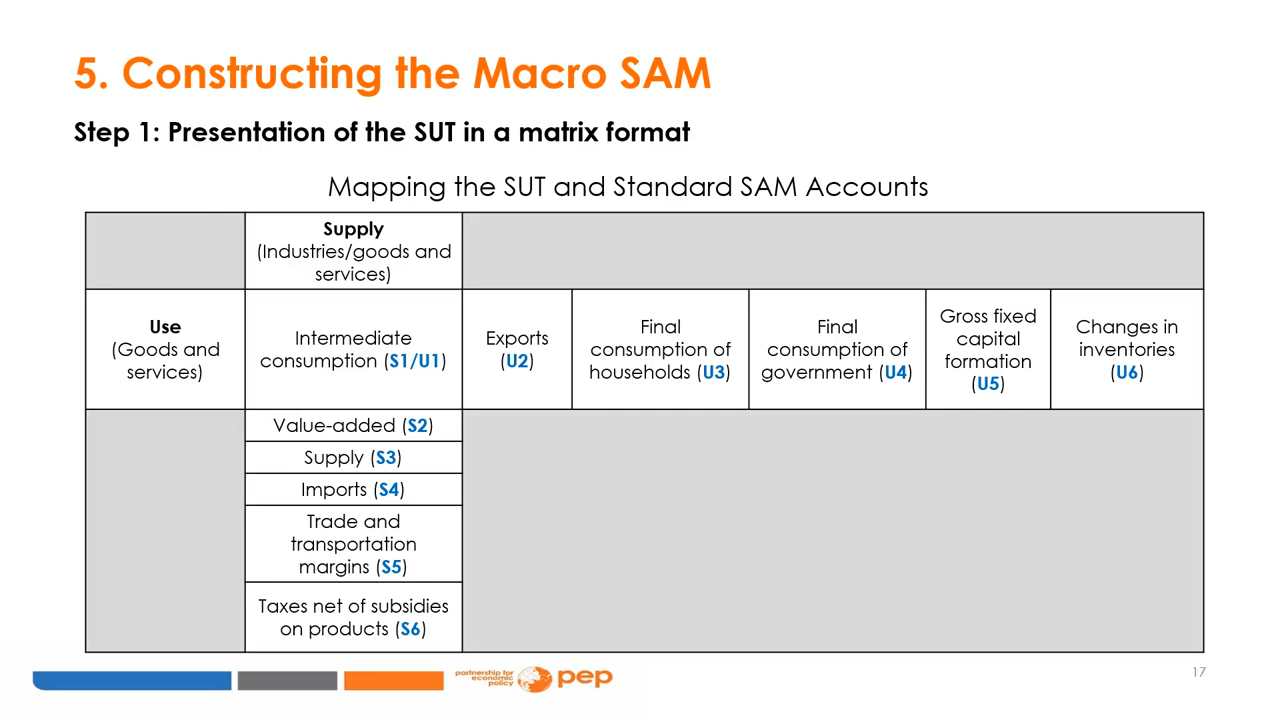 5. Constructing the Macro SAM
Step 1: Presentation of the SUT in a matrix format
Mapping the SUT and Standard SAM Accounts
Supply
(Industries/goods and
services)
Use
(Goods and
services)
Intermediate
consumption (S1/U1)
Exports
(U2)
Final
consumption of
households (U3)
Final
consumption of
government (U4)
Gross fixed
capital
formation
(U5)
Changes in
inventories
(U6)
Value-added (S2)
Supply (S3)
Imports (S4)
Trade and
transportation
margins (S5)
Taxes net of subsidies
on products (S6)
partnership for
economic
policy
pep
17